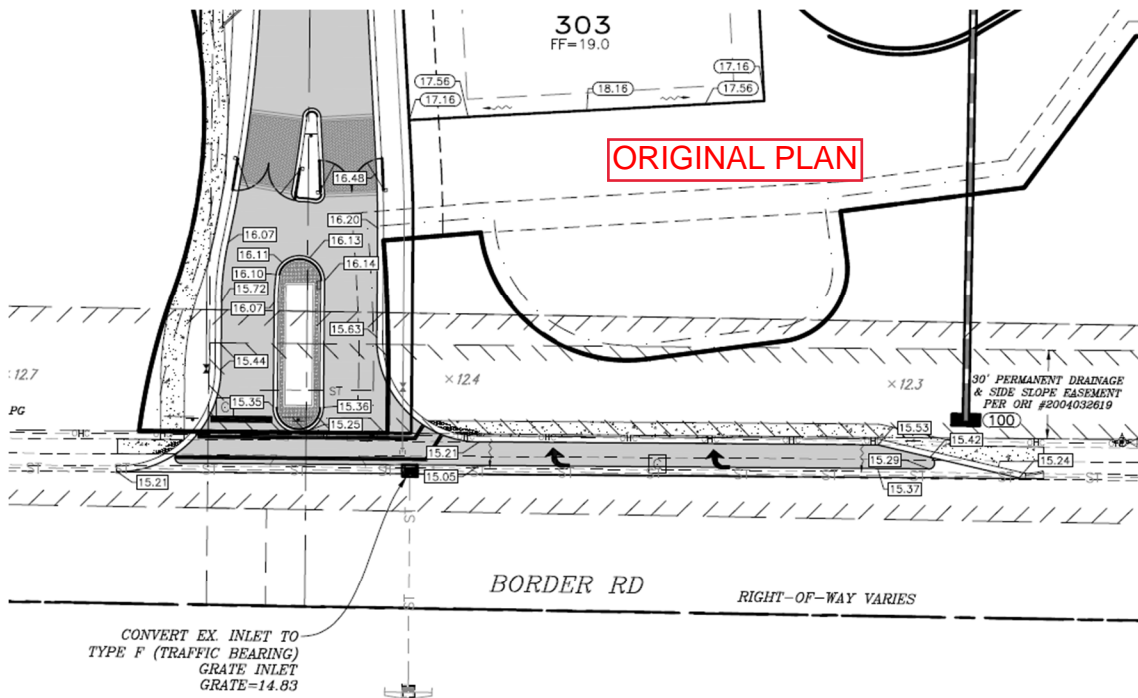 303
FF=19.0
17.16
17.56
17.16
18.16
17.56
ORIGINAL PLAN
16.48
16.20
16.07
16.13
16.11
16.14
16.10
15.72
16.07
15.63
15.44
12.7
×12.4
×12.3
30' PERMANENT DRAINAGE
& SIDE SLOPE EASEMENT
PER ORI #2004032619
PG
15.35
ST
15.36
15.25
100
15.53
15.42
15.21
15.29
15.24
15.21
15.05
15.37
ST
ST
BORDER RD
RIGHT-OF-WAY VARIES
CONVERT EX. INLET TO
TYPE F (TRAFFIC BEARING)
GRATE INLET
GRATE=14.83